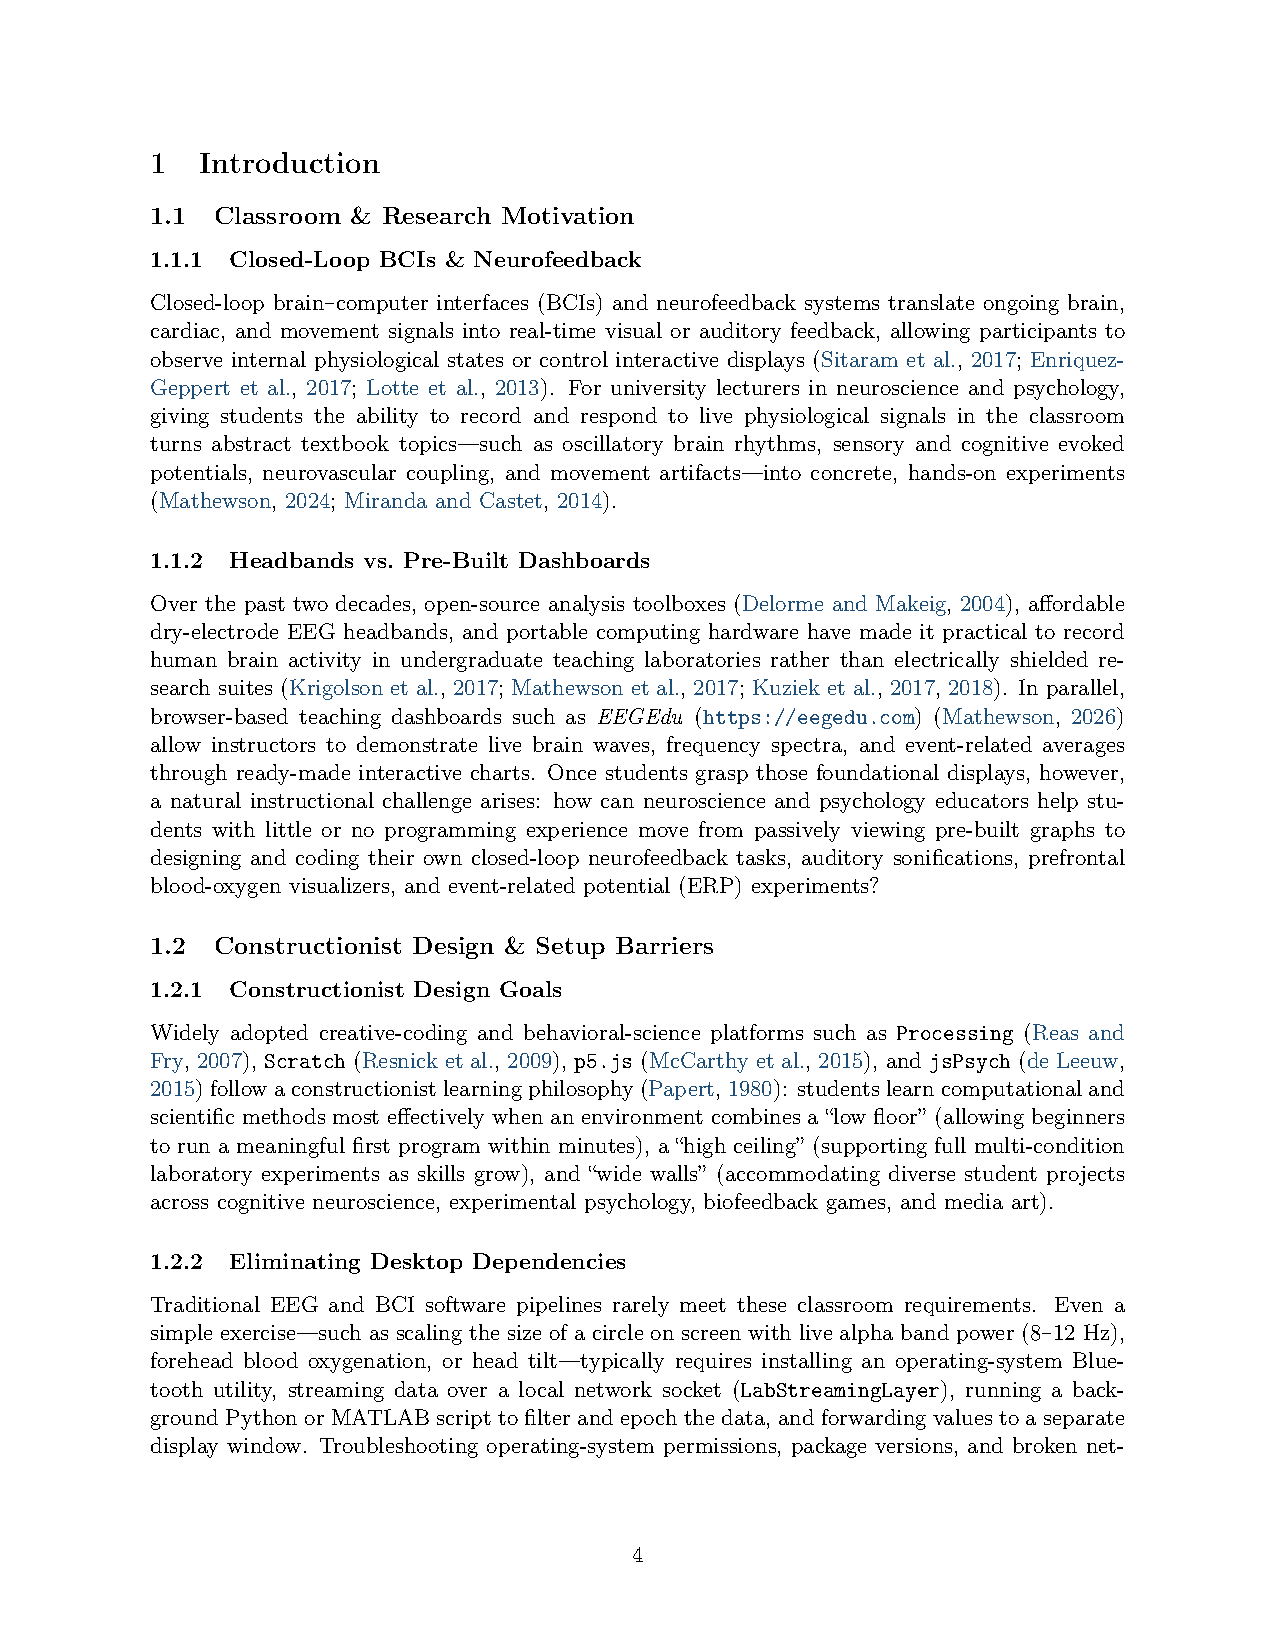 1 Introduction
1.1 Classroom & Research Motivation
1.1.1 Closed-Loop BCIs & Neurofeedback
Closed-loop brain–computer interfaces (BCIs) and neurofeedback systems translate ongoing brain,
cardiac, and movement signals into real-time visual or auditory feedback, allowing participants to
observe internal physiological states or control interactive displays (Sitaram et al., 2017; Enriquez-
Geppert et al., 2017; Lotte et al., 2013). For university lecturers in neuroscience and psychology,
giving students the ability to record and respond to live physiological signals in the classroom
turns abstract textbook topics—such as oscillatory brain rhythms, sensory and cognitive evoked
potentials, neurovascular coupling, and movement artifacts—into concrete, hands-on experiments
(Mathewson, 2024; Miranda and Castet, 2014).
1.1.2 Headbands vs. Pre-Built Dashboards
Over the past two decades, open-source analysis toolboxes (Delorme and Makeig, 2004), affordable
dry-electrode EEG headbands, and portable computing hardware have made it practical to record
human brain activity in undergraduate teaching laboratories rather than electrically shielded re-
search suites (Krigolson et al., 2017; Mathewson et al., 2017; Kuziek et al., 2017, 2018). In parallel,
browser-based teaching dashboards such as EEGEdu (https://eegedu.com) (Mathewson, 2026)
allow instructors to demonstrate live brain waves, frequency spectra, and event-related averages
through ready-made interactive charts. Once students grasp those foundational displays, however,
a natural instructional challenge arises: how can neuroscience and psychology educators help stu-
dents with little or no programming experience move from passively viewing pre-built graphs to
designing and coding their own closed-loop neurofeedback tasks, auditory sonifications, prefrontal
blood-oxygen visualizers, and event-related potential (ERP) experiments?
1.2 Constructionist Design & Setup Barriers
1.2.1 Constructionist Design Goals
Widely adopted creative-coding and behavioral-science platforms such as Processing (Reas and
Fry, 2007), Scratch (Resnick et al., 2009), p5.js (McCarthy et al., 2015), and jsPsych (de Leeuw,
2015) follow a constructionist learning philosophy (Papert, 1980): students learn computational and
scientific methods most effectively when an environment combines a “low floor” (allowing beginners
to run a meaningful first program within minutes), a “high ceiling” (supporting full multi-condition
laboratory experiments as skills grow), and “wide walls” (accommodating diverse student projects
across cognitive neuroscience, experimental psychology, biofeedback games, and media art).
1.2.2 Eliminating Desktop Dependencies
Traditional EEG and BCI software pipelines rarely meet these classroom requirements. Even a
simple exercise—such as scaling the size of a circle on screen with live alpha band power (8–12 Hz),
forehead blood oxygenation, or head tilt—typically requires installing an operating-system Blue-
tooth utility, streaming data over a local network socket (LabStreamingLayer), running a back-
ground Python or MATLAB script to filter and epoch the data, and forwarding values to a separate
display window. Troubleshooting operating-system permissions, package versions, and broken net-
4